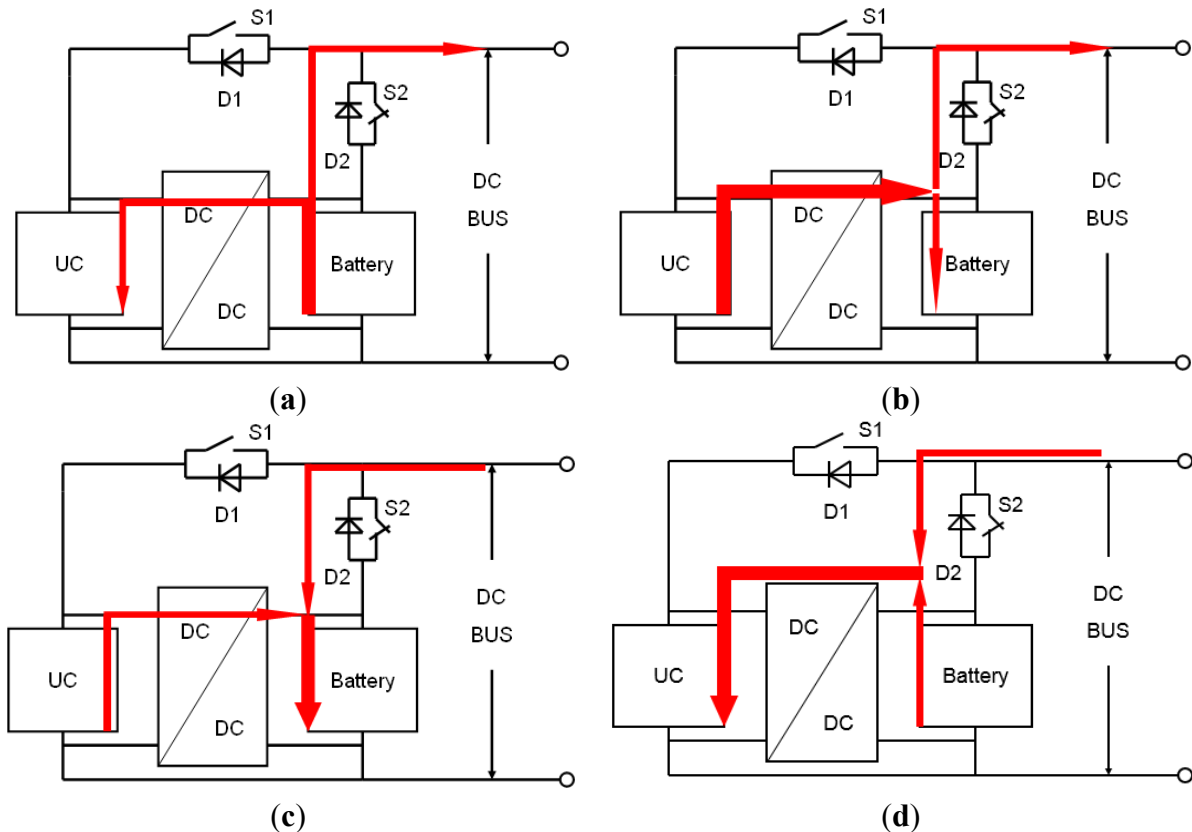 S1
D1
S2
D2
DC
BUS
DC
UC
Battery
DC
(a)
S1
D1
S2
D2
DC
BUS
DC
UC
Battery
DC
(b)
S1
D1
S2
D2
DC
BUS
DC
UC
Battery
DC
(c)
S1
D1
S2
D2
DC
BUS
DC
UC
Battery
DC
(d)